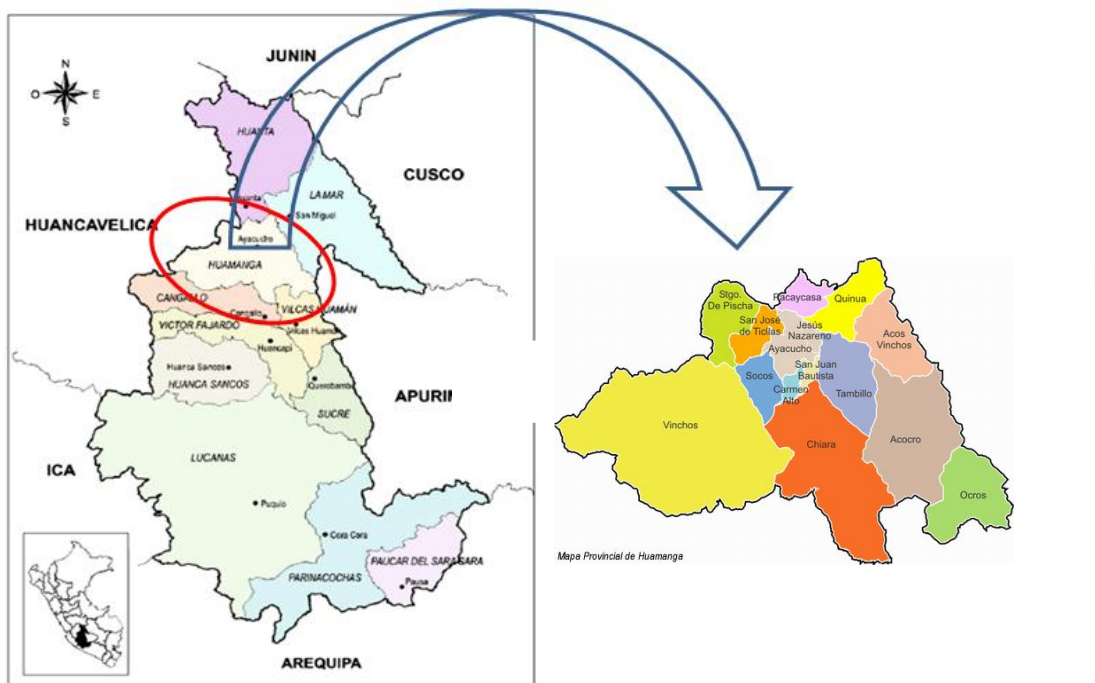 JUNIN
N
O E
S
HUANTA
CUSCO
LA MAR
HUANCAVELICA
San Miguel
Ayacucho
HUAMANGA
CANGALLO
Cangallo
VILCAS HUAMÁN
VICTOR FAJARDO
Vilcas Huaman
Huancapi
Huanca Sancos
HUANCA SANCOS
Querobamba
APURI
SUCRE
LUCANAS
ICA
Puquio
Cora Cora
PAUCAR DEL SARA SARA
PARINACOCHAS
Pausa
AREQUIPA
Stgo.
De Pischa
Pacaycasa
Quinua
San José
de Ticllas
Jesús
Nazareno
Acos
Vinchos
Ayacucho
San Juan
Bautista
Socos
Carmen
Alto
Tambillo
Vinchos
Chiara
Acocro
Ocros
Mapa Provincial de Huamanga